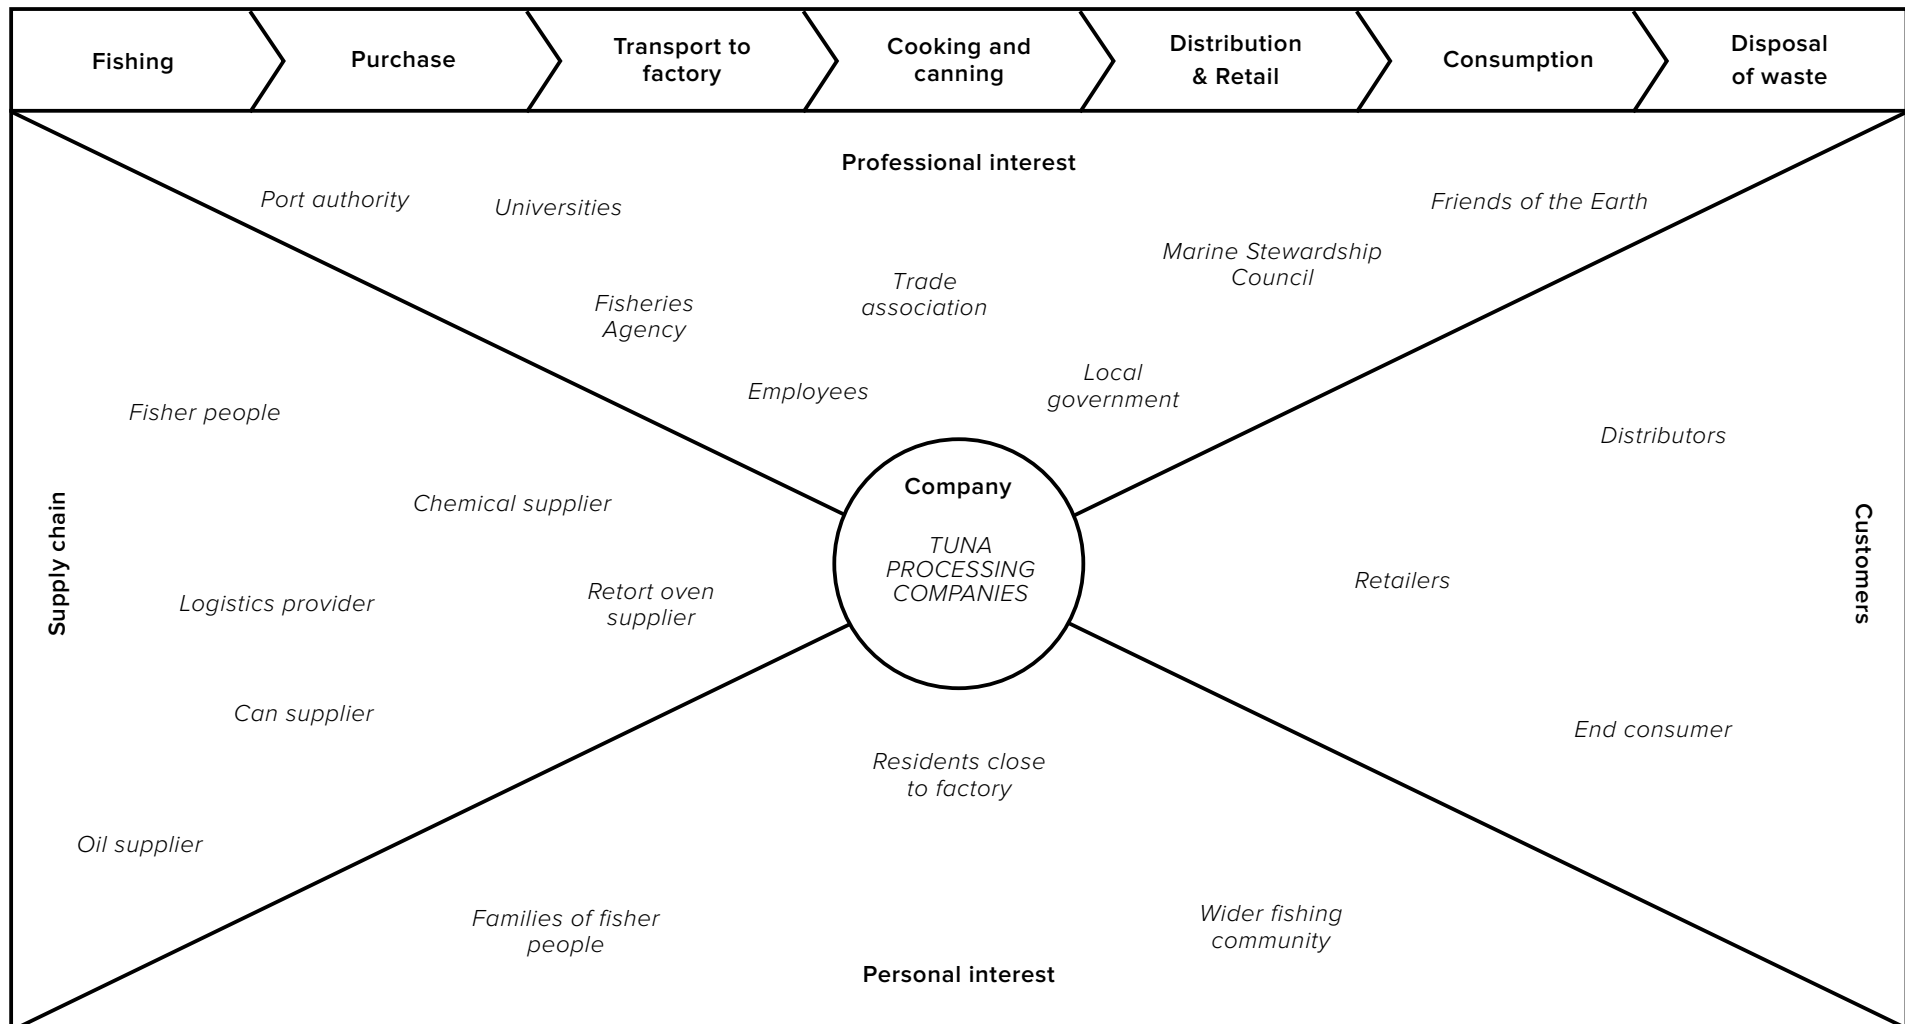 Fishing
Purchase
Transport to
factory
Cooking and
canning
Distribution
& Retail
Consumption
Disposal
of waste
Professional interest
Port authority
Universities
Friends of the Earth
Marine Stewardship
Council
Trade
association
Fisheries
Agency
Employees
Local
government
Supply chain
Fisher people
Chemical supplier
Logistics provider
Retort oven
supplier
Can supplier
Oil supplier
Company
TUNA
PROCESSING
COMPANIES
Customers
Distributors
Retailers
End consumer
Residents close
to factory
Families of fisher
people
Wider fishing
community
Personal interest